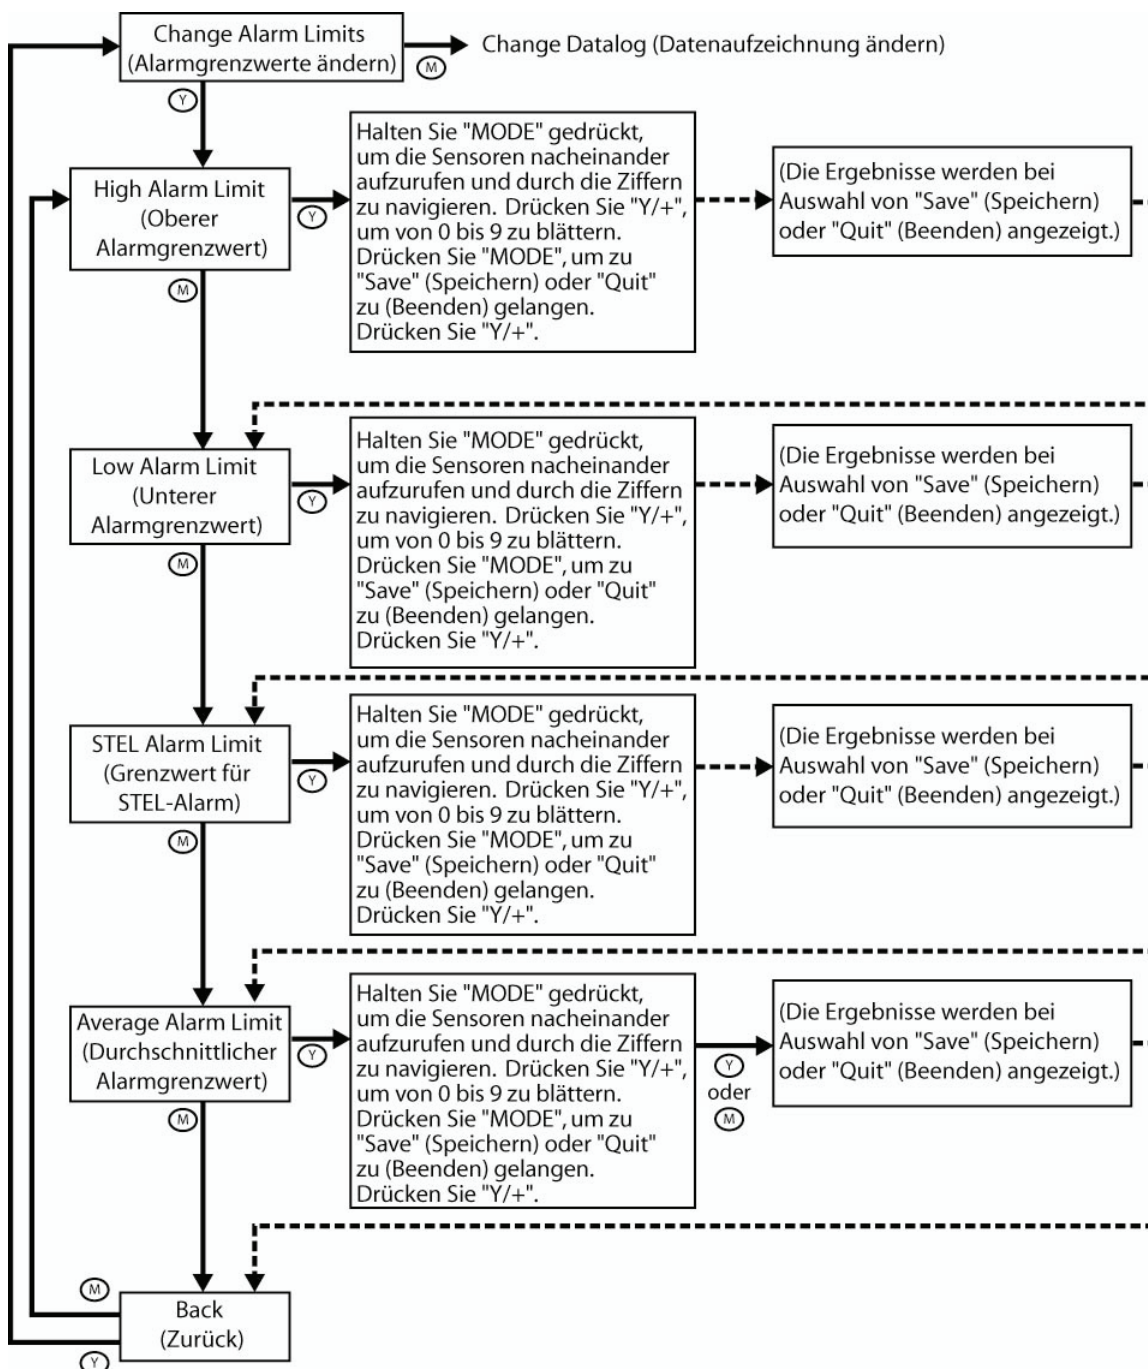 Change Alarm Limits
(Alarmgrenzwerte ändern)
M
Change Datalog (Datenaufzeichnung ändern)
Y
High Alarm Limit
(Oberer
Alarmgrenzwert)
Y
Halten Sie "MODE" gedrückt,
um die Sensoren nacheinander
aufzurufen und durch die Ziffern
zu navigieren. Drücken Sie "Y/+",
um von 0 bis 9 zu blättern.
Drücken Sie "MODE", um zu
"Save" (Speichern) oder "Quit"
zu (Beenden) gelangen.
Drücken Sie "Y/+".
(Die Ergebnisse werden bei
Auswahl von "Save" (Speichern)
oder "Quit" (Beenden) angezeigt.)
M
Low Alarm Limit
(Unterer
Alarmgrenzwert)
Y
Halten Sie "MODE" gedrückt,
um die Sensoren nacheinander
aufzurufen und durch die Ziffern
zu navigieren. Drücken Sie "Y/+",
um von 0 bis 9 zu blättern.
Drücken Sie "MODE", um zu
"Save" (Speichern) oder "Quit"
zu (Beenden) gelangen.
Drücken Sie "Y/+".
(Die Ergebnisse werden bei
Auswahl von "Save" (Speichern)
oder "Quit" (Beenden) angezeigt.)
M
STEL Alarm Limit
(Grenzwert für
STEL-Alarm)
Y
Halten Sie "MODE" gedrückt,
um die Sensoren nacheinander
aufzurufen und durch die Ziffern
zu navigieren. Drücken Sie "Y/+",
um von 0 bis 9 zu blättern.
Drücken Sie "MODE", um zu
"Save" (Speichern) oder "Quit"
zu (Beenden) gelangen.
Drücken Sie "Y/+".
(Die Ergebnisse werden bei
Auswahl von "Save" (Speichern)
oder "Quit" (Beenden) angezeigt.)
M
Average Alarm Limit
(Durchschnittlicher
Alarmgrenzwert)
Y
Halten Sie "MODE" gedrückt,
um die Sensoren nacheinander
aufzurufen und durch die Ziffern
zu navigieren. Drücken Sie "Y/+",
um von 0 bis 9 zu blättern.
Drücken Sie "MODE", um zu
"Save" (Speichern) oder "Quit"
zu (Beenden) gelangen.
Drücken Sie "Y/+".
Y
oder
M
(Die Ergebnisse werden bei
Auswahl von "Save" (Speichern)
oder "Quit" (Beenden) angezeigt.)
M
M
Back
(Zurück)
Y